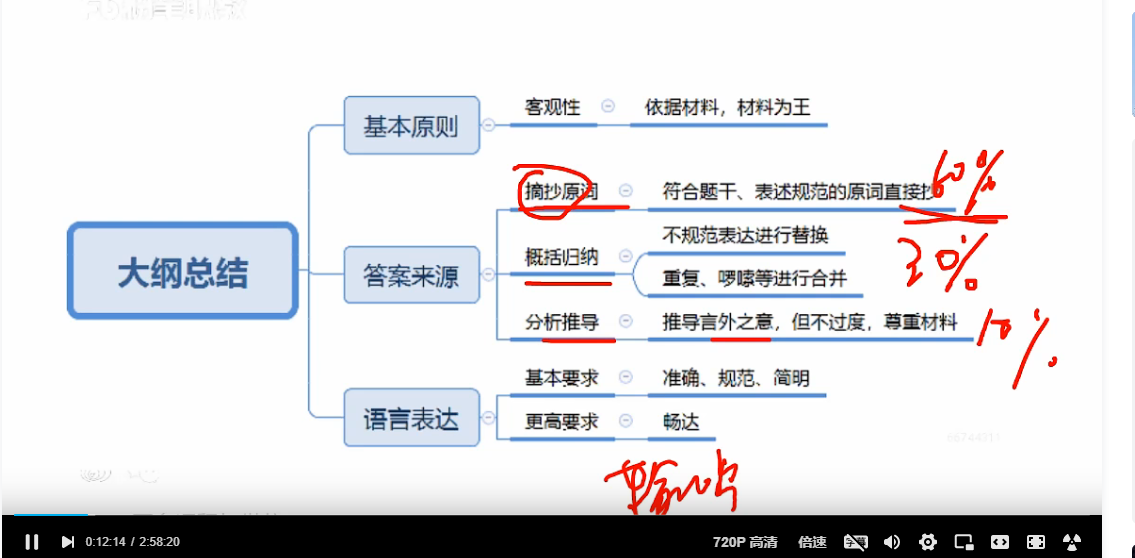 大纲总结
基本原则
客观性
依据材料，材料为王
答案来源
摘抄原词
符合题干、表述规范的原词直接抄
60%
概括归纳
不规范表达进行替换
重复、啰嗦等进行合并
30%
分析推导
推导言外之意，但不过度，尊重材料
10%
语言表达
基本要求
准确、规范、简明
更高要求
畅达
66744311
0:12:14 / 2:58:20
720P 高清
倍速
字幕